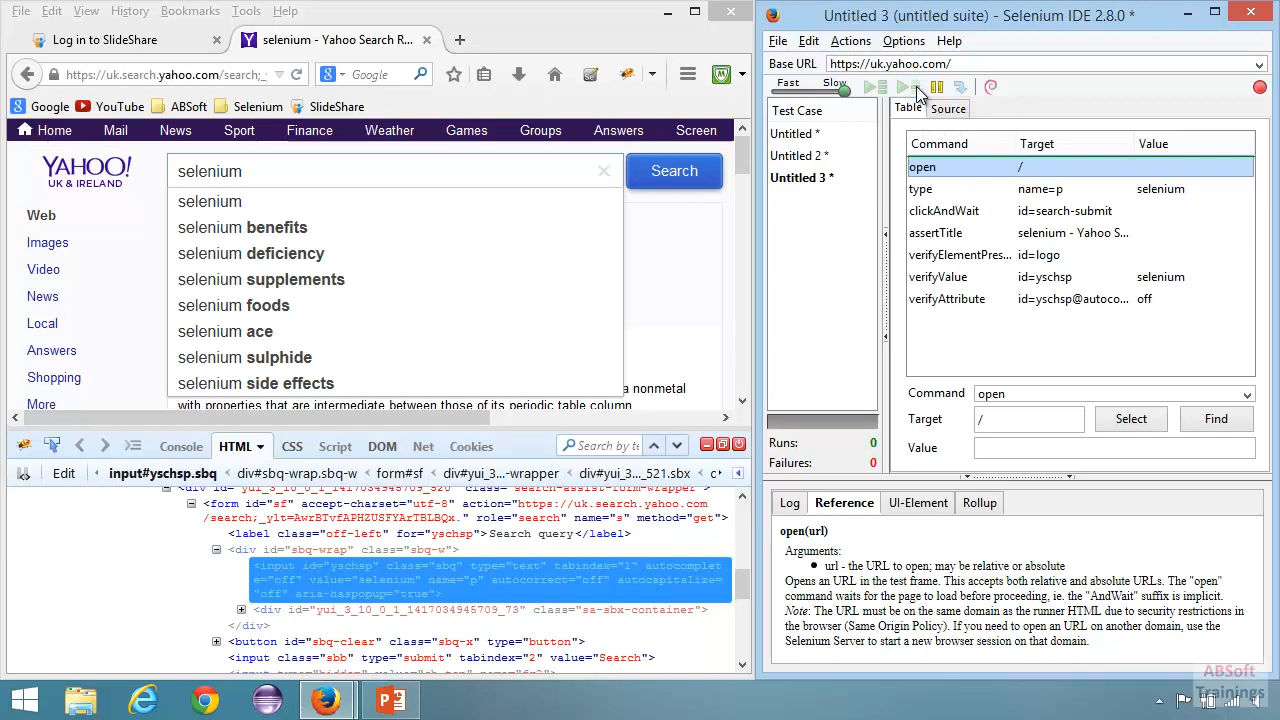 File Edit View History Bookmarks Tools Help
Log in to SlideShare
selenium - Yahoo Search R...
https://uk.search.yahoo.com/search;_
Google
Google YouTube ABSoft Selenium SlideShare
Home Mail News Sport Finance Weather Games Groups Answers Screen
YAHOO!
UK & IRELAND
selenium
Search
Web
Images
Video
News
Local
Answers
Shopping
More
selenium
selenium benefits
selenium deficiency
selenium supplements
selenium foods
selenium ace
selenium sulphide
selenium side effects
a nonmetal
with properties that are intermediate between those of its periodic table column
Console HTML CSS Script DOM Net Cookies
Search by te
Edit input#yschsp.sbq < div#sbq-wrap.sbq-w < form#sf < div#yui_3...-wrapper < div#yui_3..._521.sbx <
<form id="sf" accept-charset="utf-8" action="https://uk.search.yahoo.com
/search;_ylt=AwrBTvfAPHZUSFYArTBLBQx." role="search" name="s" method="get">
<label class="off-left" for="yschsp">Search query</label>
<div id="sbq-wrap" class="sbq-w">
<input id="yschsp" class="sbq" type="text" tabindex="1" autocomplet
e="off" value="selenium" name="p" autocorrect="off" autocapitalize=
"off" aria-haspopup="true">
<div id="yui_3_10_0_1_1417034945709_73" class="sa-sbx-container">
</div>
<button id="sbq-clear" class="sbq-x" type="button">
<input class="sbb" type="submit" tabindex="2" value="Search">
Untitled 3 (untitled suite) - Selenium IDE 2.8.0 *
File Edit Actions Options Help
Base URL https://uk.yahoo.com/
Fast Slow
Test Case
Untitled *
Untitled 2 *
Untitled 3 *
Runs: 0
Failures: 0
Table Source
Command Target Value
open /
type name=p selenium
clickAndWait id=search-submit
assertTitle selenium - Yahoo S...
verifyElementPres... id=logo
verifyValue id=yschsp selenium
verifyAttribute id=yschsp@autoco... off
Command open
Target / Select Find
Value
Log Reference UI-Element Rollup
open(url)
Arguments:
url - the URL to open; may be relative or absolute
Opens an URL in the test frame. This accepts both relative and absolute URLs. The "open"
command waits for the page to load before proceeding, ie. the "AndWait" suffix is implicit.
Note: The URL must be on the same domain as the runner HTML due to security restrictions in
the browser (Same Origin Policy). If you need to open an URL on another domain, use the
Selenium Server to start a new browser session on that domain.
ABSoft
Trainings